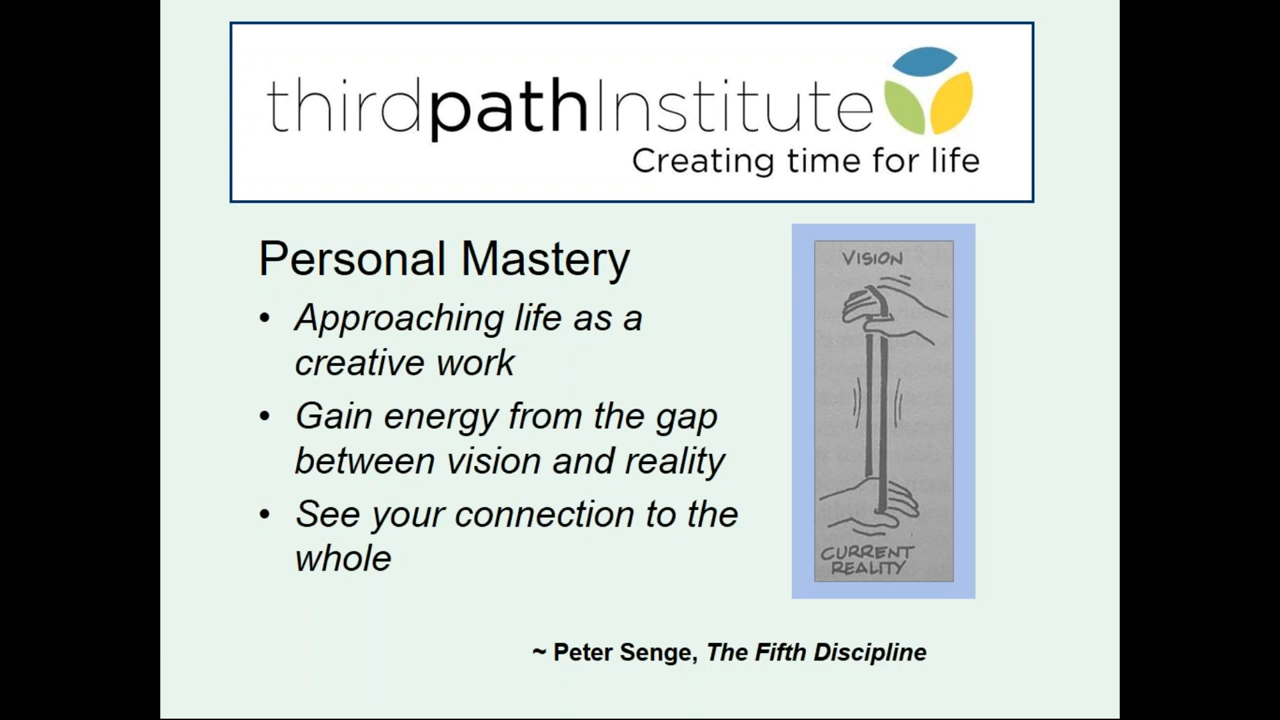 thirdpathInstitute
Creating time for life
Personal Mastery
• Approaching life as a
creative work
• Gain energy from the gap
between vision and reality
• See your connection to the
whole
VISION
CURRENT
REALITY
~ Peter Senge, The Fifth Discipline